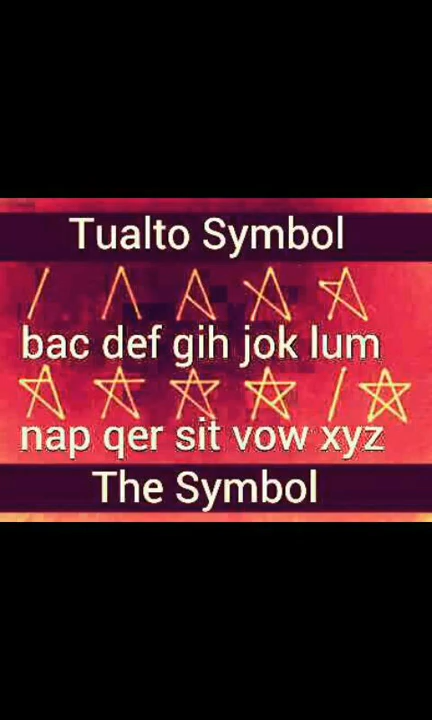 Tualto Symbol
bac def gih jok lum
nap qer sit vow xyz
The Symbol